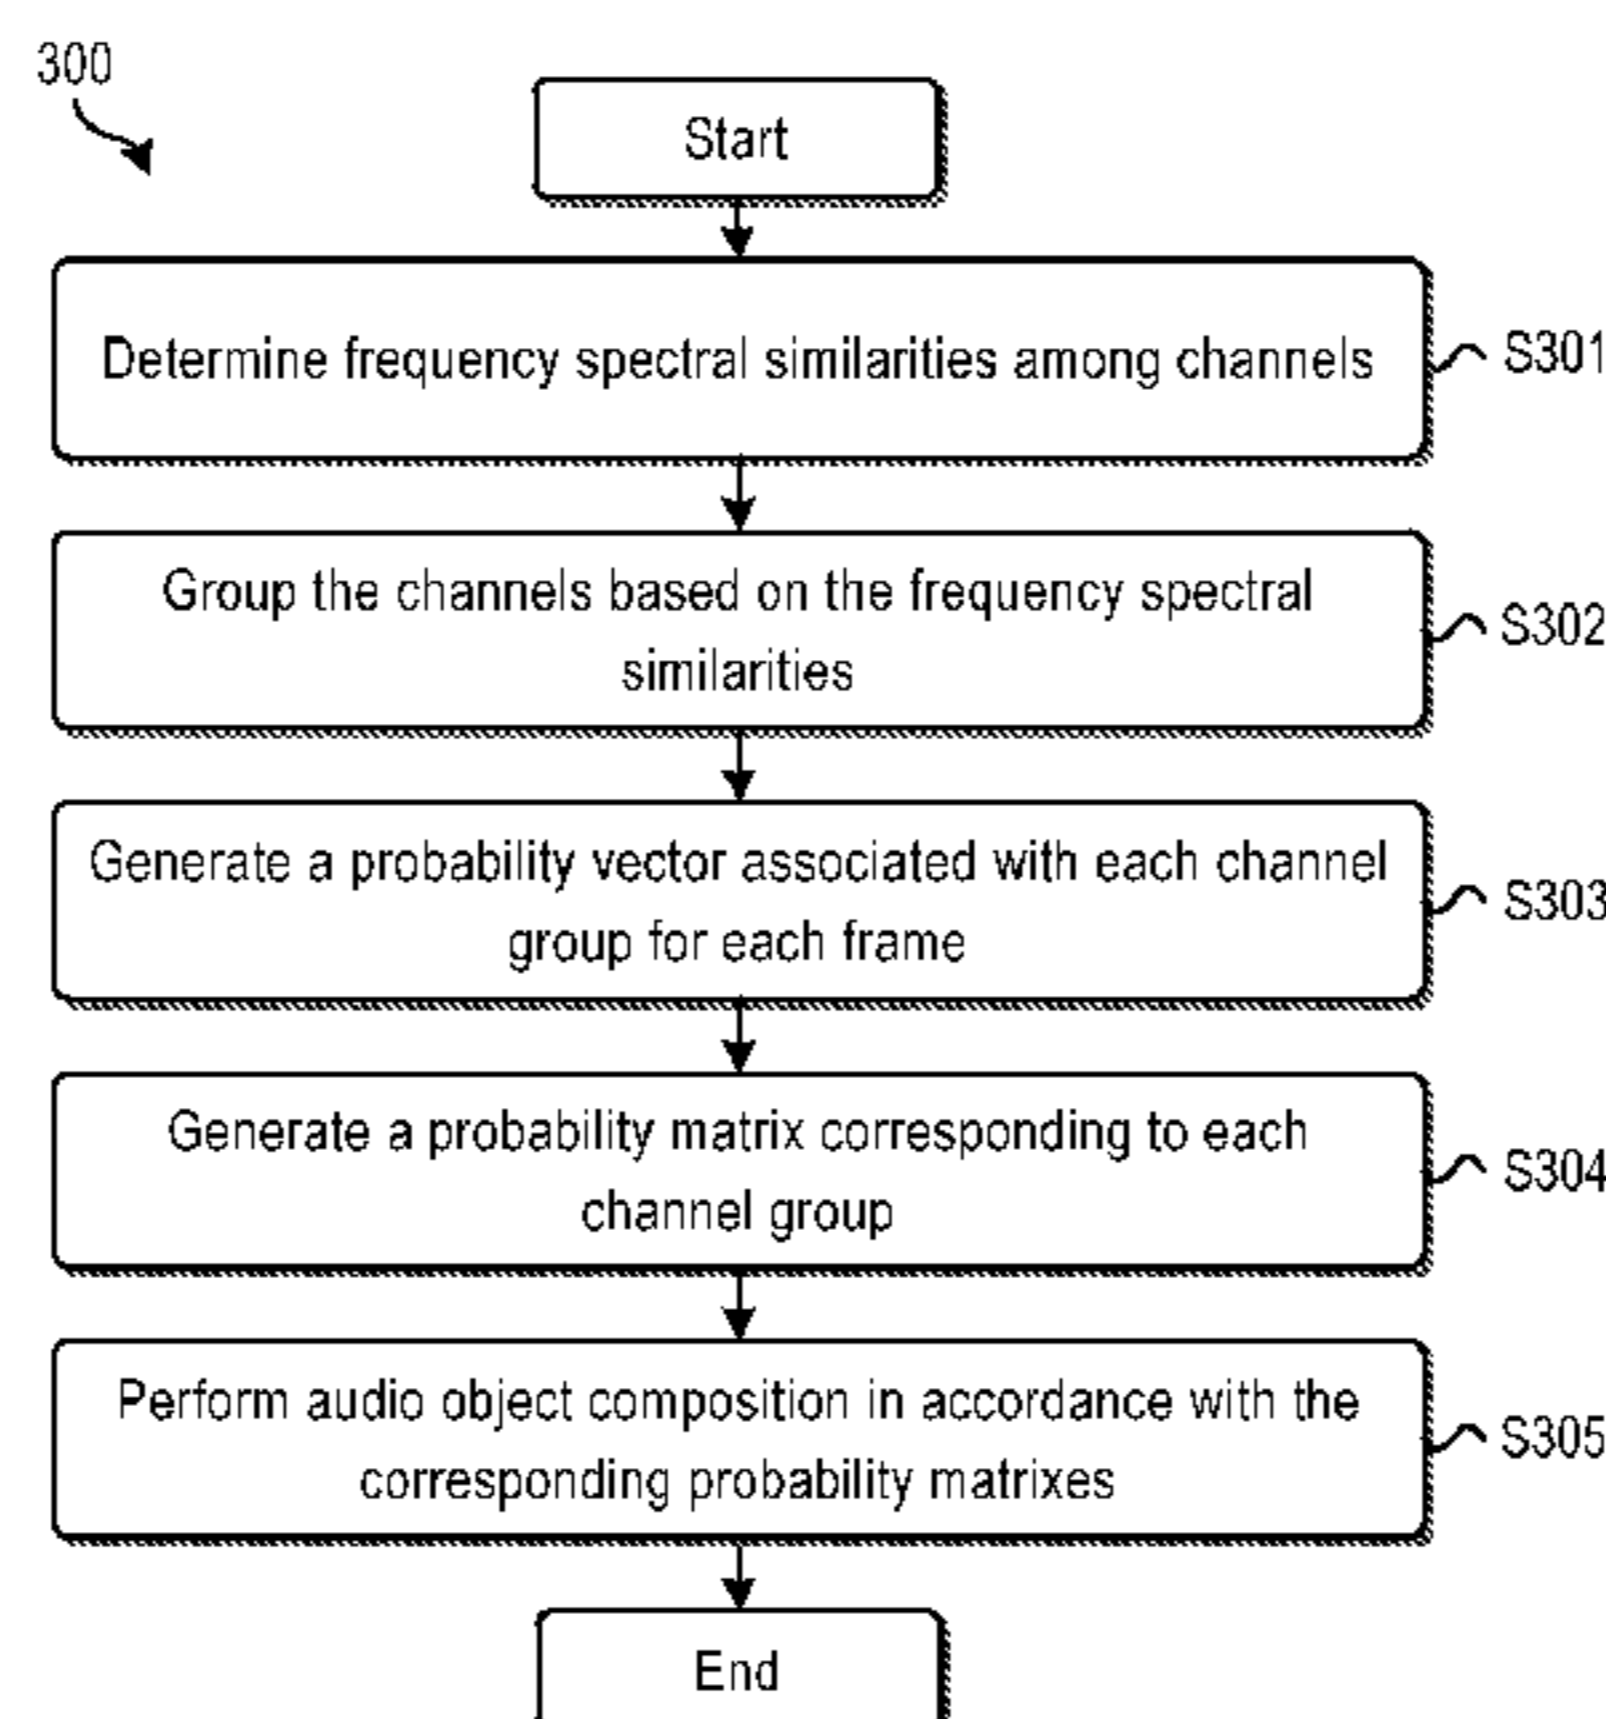 300
Start
Determine frequency spectral similarities among channels
S301
Group the channels based on the frequency spectral
similarities
S302
Generate a probability vector associated with each channel
group for each frame
S303
Generate a probability matrix corresponding to each
channel group
S304
Perform audio object composition in accordance with the
corresponding probability matrixes
S305
End